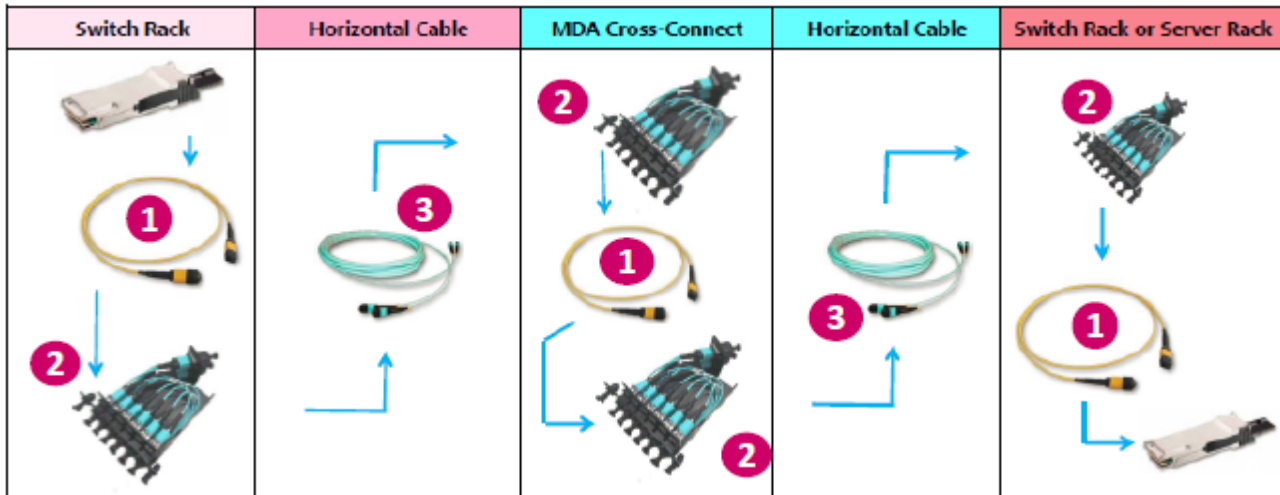 Switch Rack
Horizontal Cable
MDA Cross-Connect
Horizontal Cable
Switch Rack or Server Rack
1
2
3
2
1
2
3
2
1